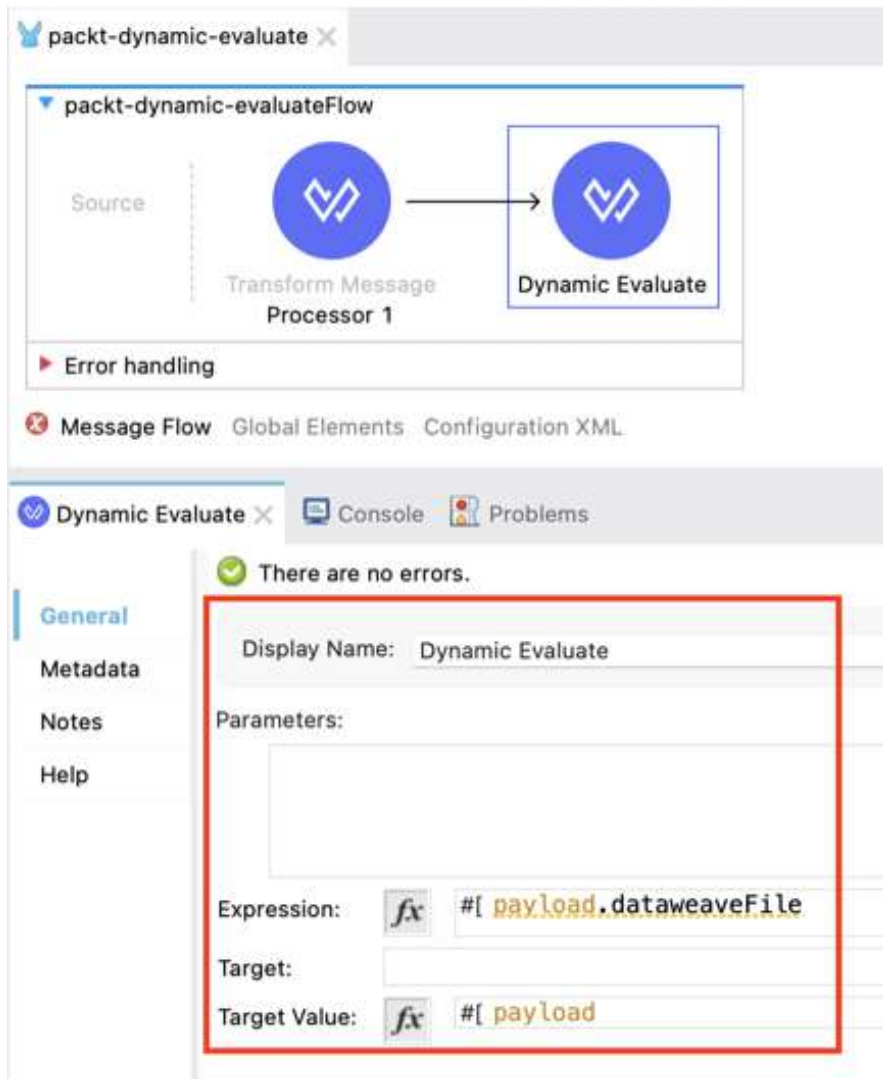 packt-dynamic-evaluate
packt-dynamic-evaluateFlow
Source
Transform Message
Processor 1
Dynamic Evaluate
Error handling
Message Flow Global Elements Configuration XML
Dynamic Evaluate Console Problems
There are no errors.
General
Metadata
Notes
Help
Display Name: Dynamic Evaluate
Parameters:
Expression: fx #[ payload.dataweaveFile
Target:
Target Value: fx #[ payload